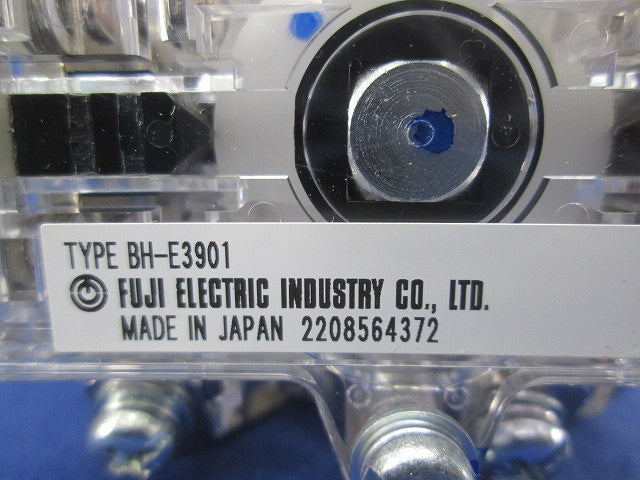 TYPE BH-E3901
FUJI ELECTRIC INDUSTRY CO., LTD.
MADE IN JAPAN 2208564372